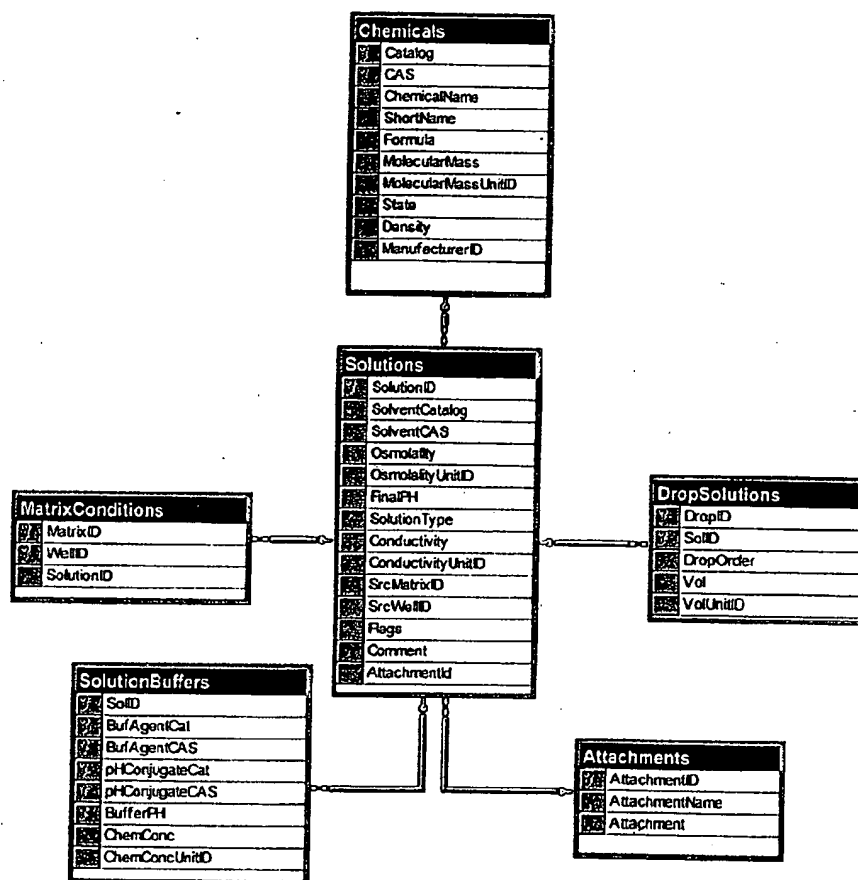 Chemicals
Catalog
CAS
ChemicalName
ShortName
Formula
MolecularMass
MolecularMassUnitID
State
Density
ManufacturerID
Solutions
SolutionID
SolventCatalog
SolventCAS
Osmolality
OsmolalityUnitID
FinalPH
SolutionType
Conductivity
ConductivityUnitID
SrcMatrixID
SrcWellID
Flags
Comment
AttachmentId
MatrixConditions
MatrixID
WellID
SolutionID
DropSolutions
DropID
SolID
DropOrder
Vol
VolUnitID
SolutionBuffers
SolID
BufAgentCat
BufAgentCAS
pHConjugateCat
pHConjugateCAS
BufferPH
ChemConc
ChemConcUnitID
Attachments
AttachmentID
AttachmentName
Attachment